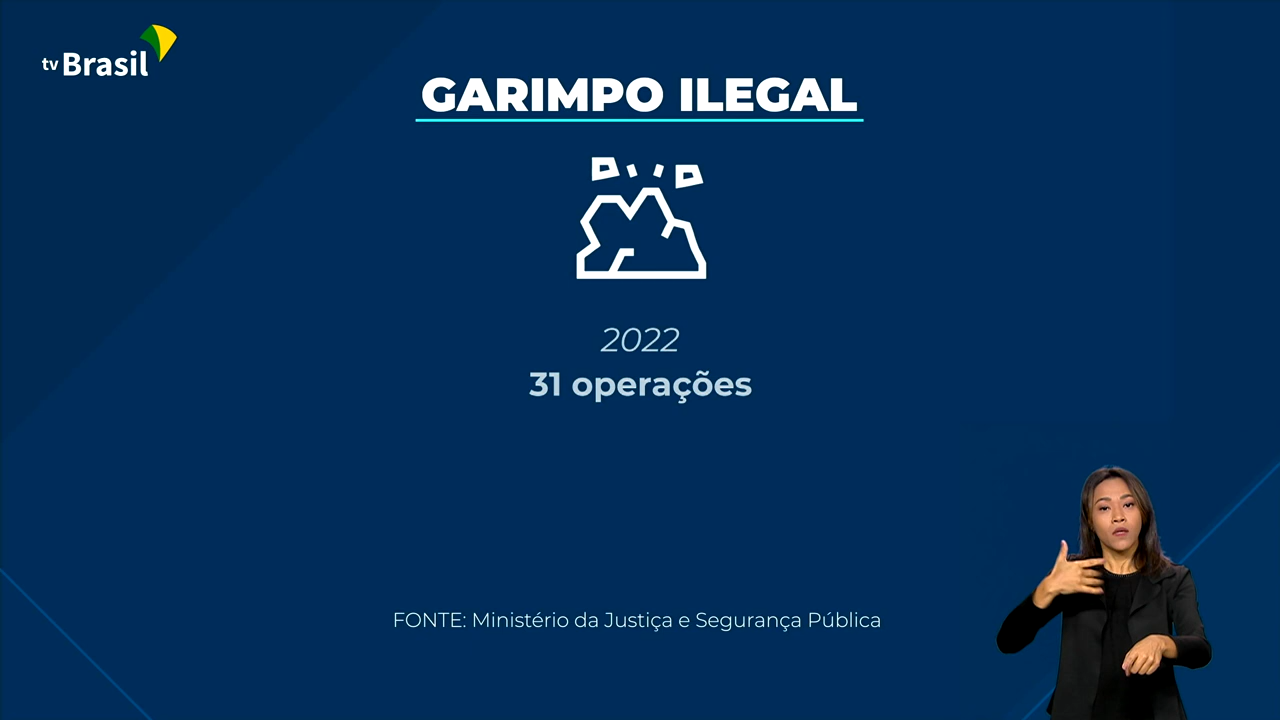 tv Brasil
GARIMPO ILEGAL
2022
31 operações
FONTE: Ministério da Justiça e Segurança Pública